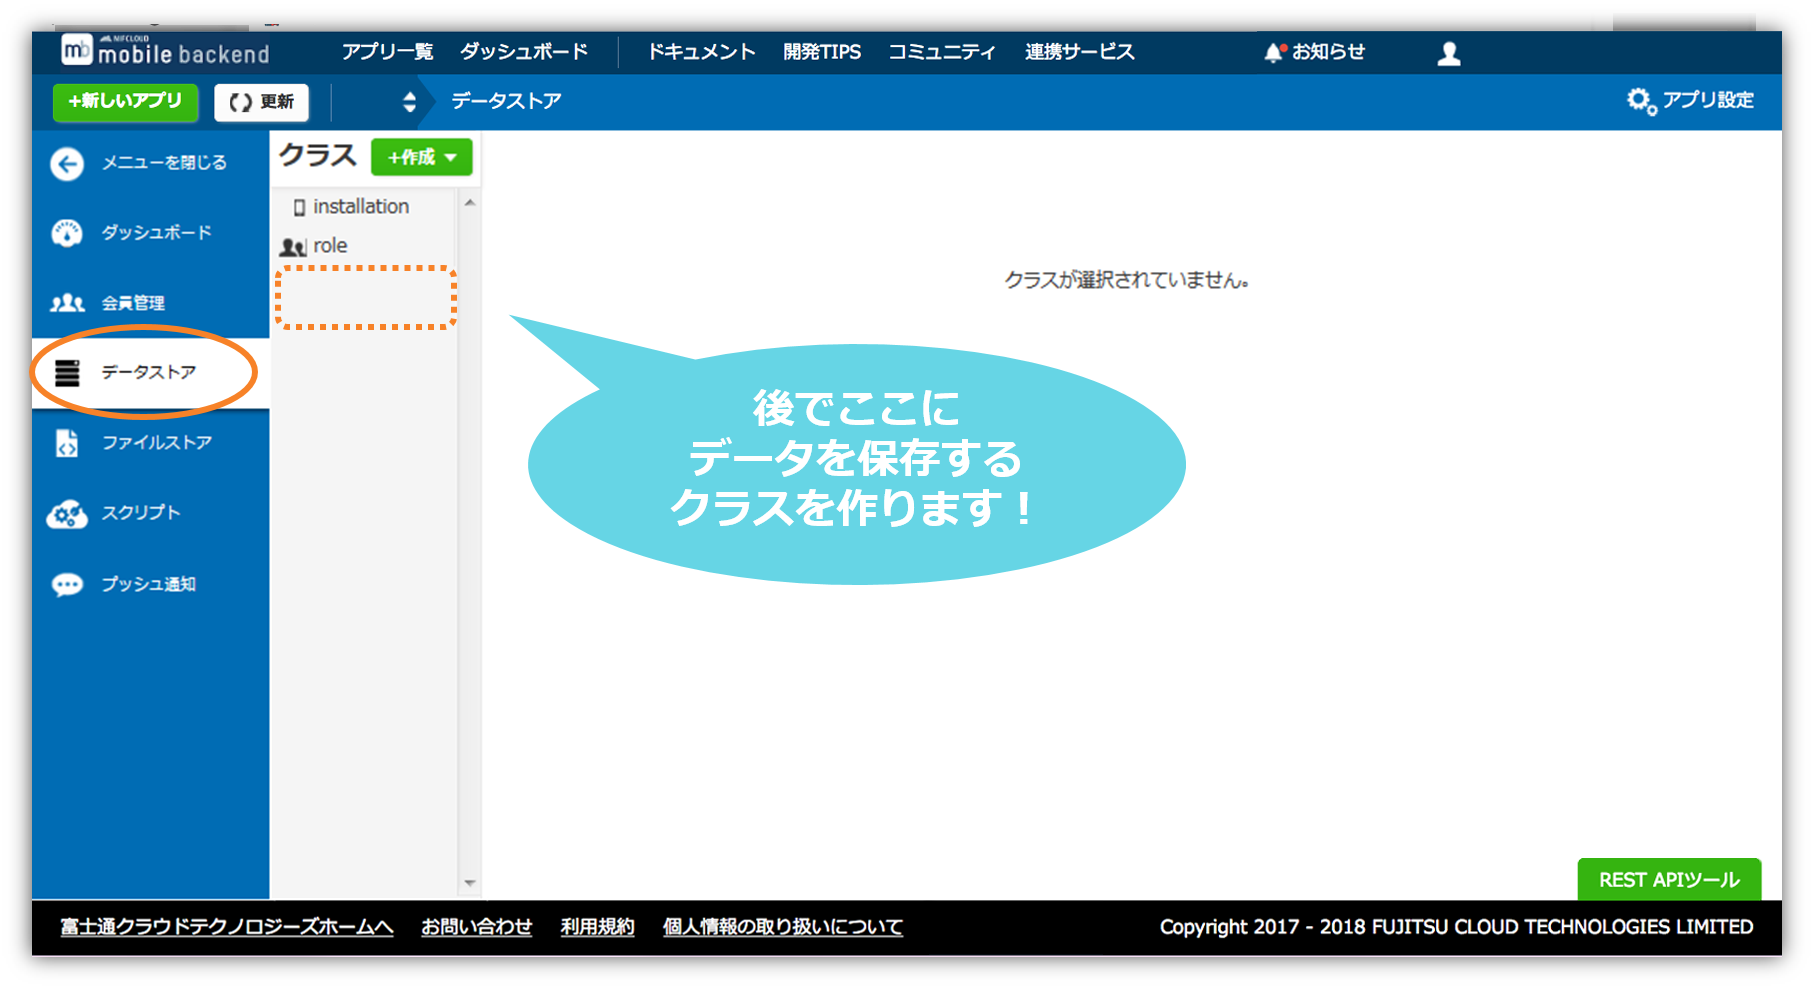 NIFCLOUD
mb mobile backend
アプリ一覧 ダッシュボード ドキュメント 開発TIPS コミュニティ 連携サービス お知らせ
+新しいアプリ 更新 データストア アプリ設定
メニューを閉じる
ダッシュボード
会員管理
データストア
ファイルストア
スクリプト
プッシュ通知
クラス +作成
installation
role
クラスが選択されていません。
後でここに
データを保存する
クラスを作ります！
REST APIツール
富士通クラウドテクノロジーズホームへ お問い合わせ 利用規約 個人情報の取り扱いについて Copyright 2017 - 2018 FUJITSU CLOUD TECHNOLOGIES LIMITED